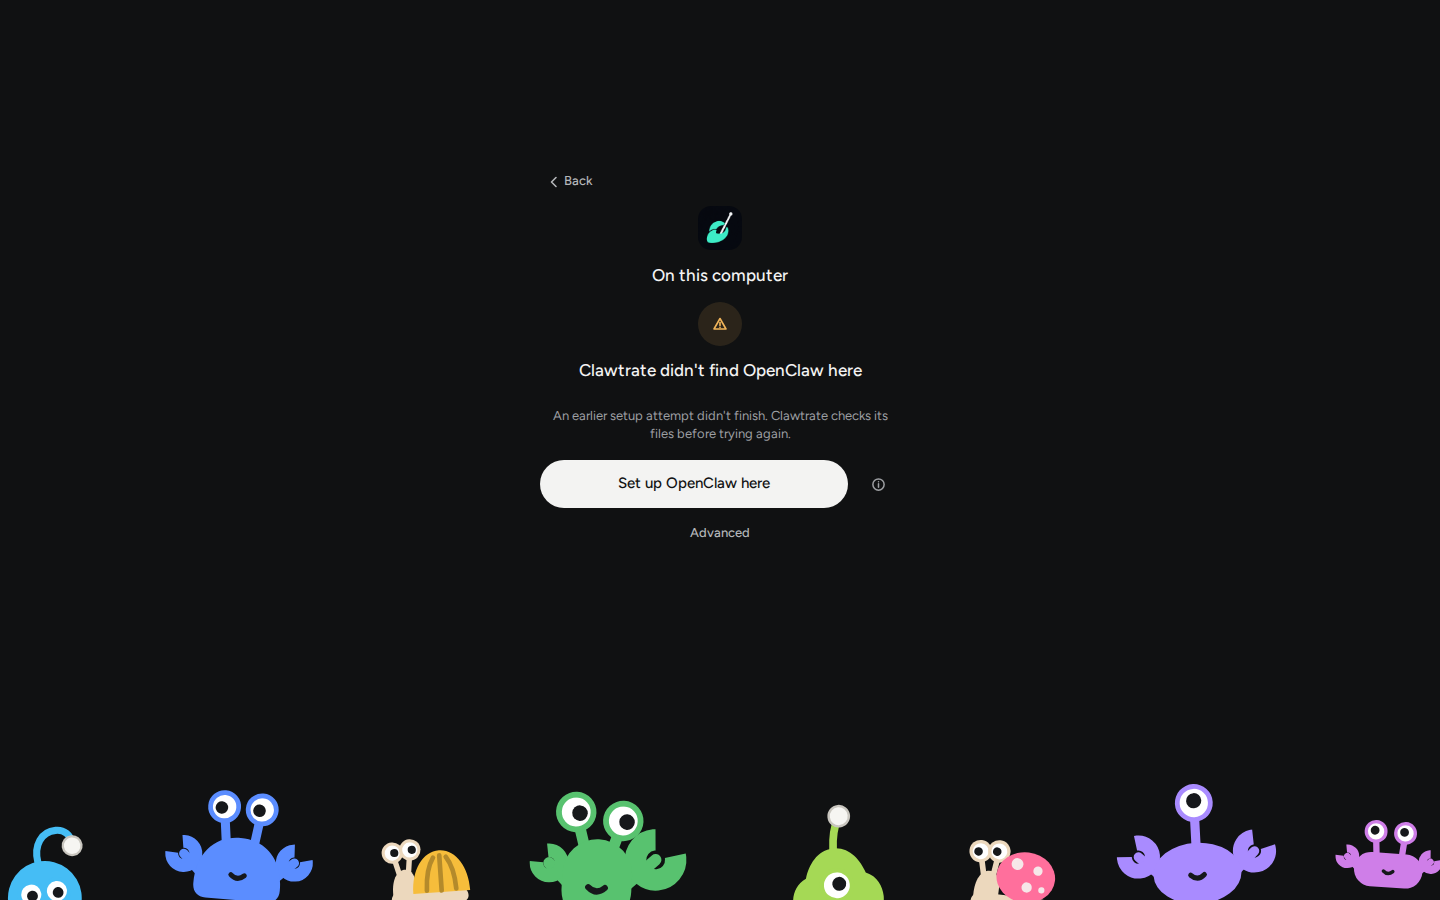 Back
On this computer
Clawtrate didn't find OpenClaw here
An earlier setup attempt didn't finish. Clawtrate checks its
files before trying again.
Set up OpenClaw here
Advanced